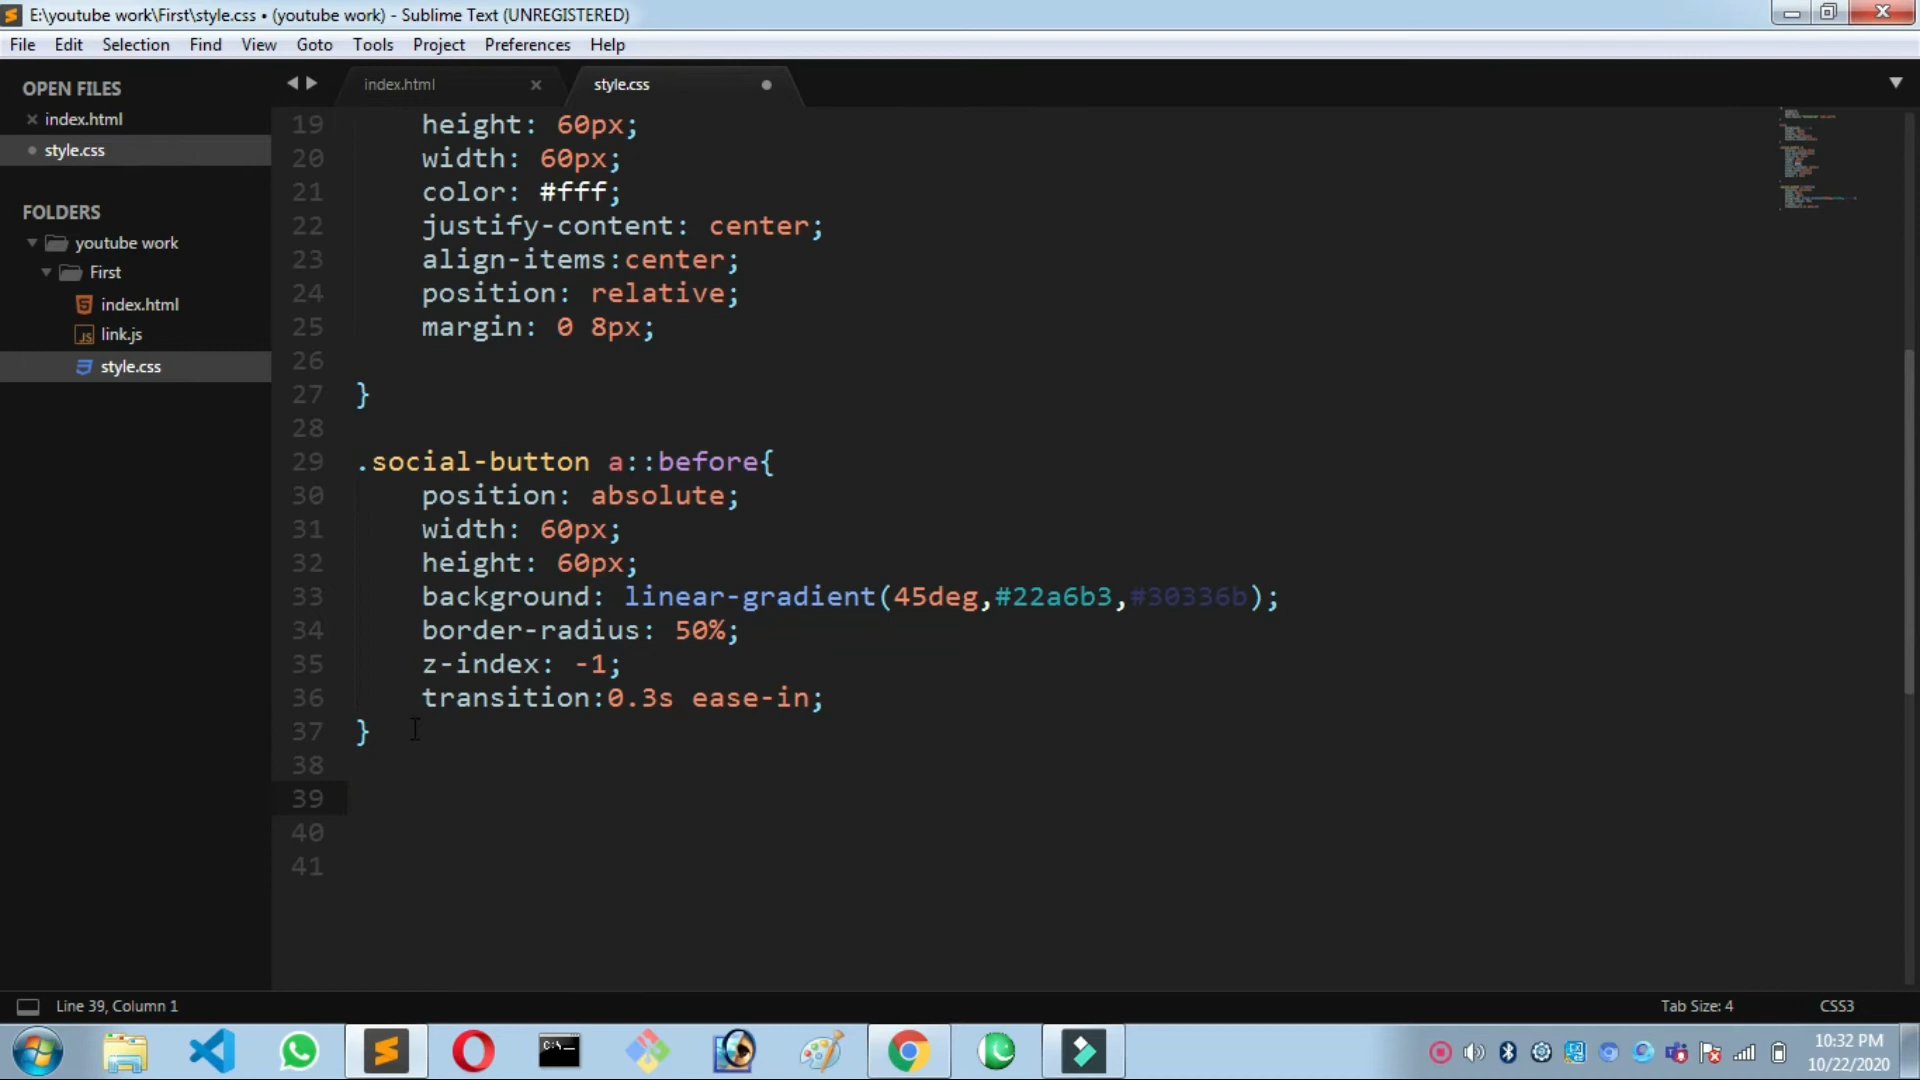 E:\youtube work\First\style.css • (youtube work) - Sublime Text (UNREGISTERED)
File Edit Selection Find View Goto Tools Project Preferences Help
OPEN FILES
index.html
style.css
FOLDERS
youtube work
First
index.html
link.js
style.css
index.html style.css
19 height: 60px;
20 width: 60px;
21 color: #fff;
22 justify-content: center;
23 align-items:center;
24 position: relative;
25 margin: 0 8px;
26
27 }
28
29 .social-button a::before{
30 position: absolute;
31 width: 60px;
32 height: 60px;
33 background: linear-gradient(45deg,#22a6b3,#30336b);
34 border-radius: 50%;
35 z-index: -1;
36 transition:0.3s ease-in;
37 }
38
39
40
41
Line 39, Column 1 Tab Size: 4 CSS3
10:32 PM
10/22/2020